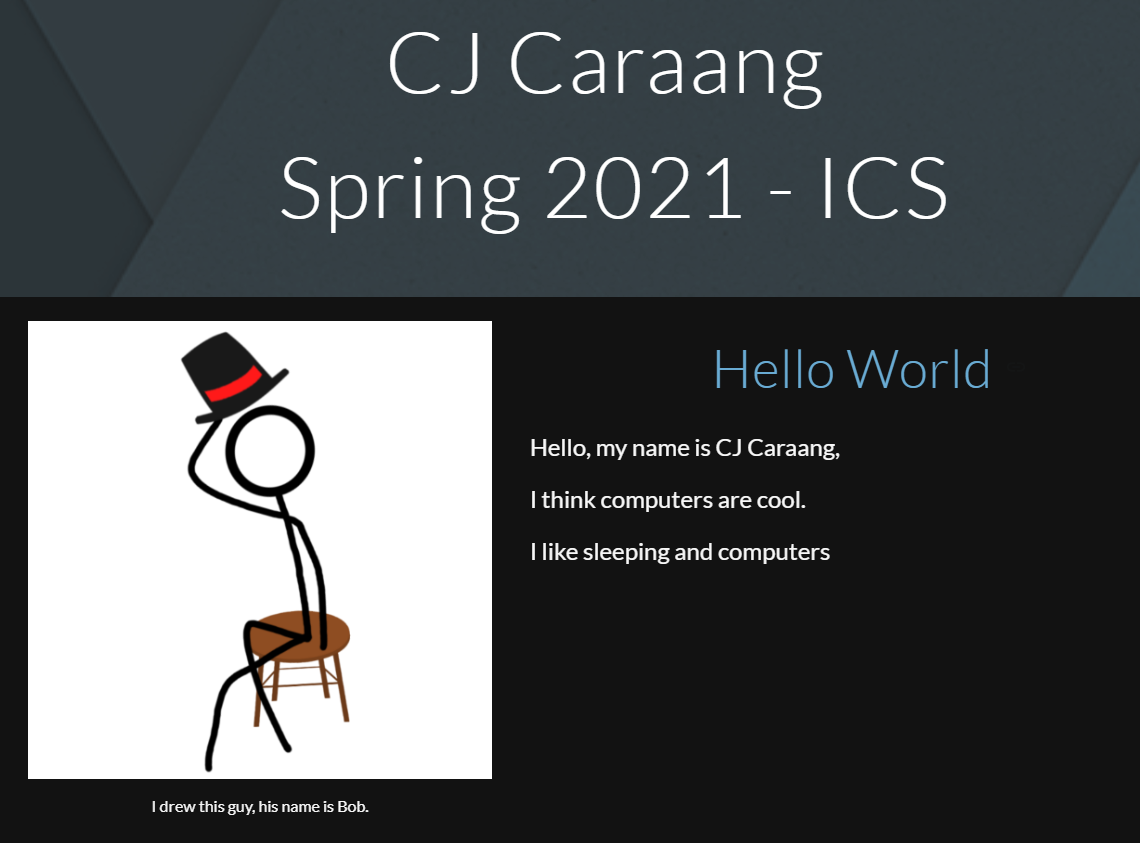 CJ Caraang
Spring 2021 - ICS
Hello World
Hello, my name is CJ Caraang,
I think computers are cool.
I like sleeping and computers
I drew this guy, his name is Bob.